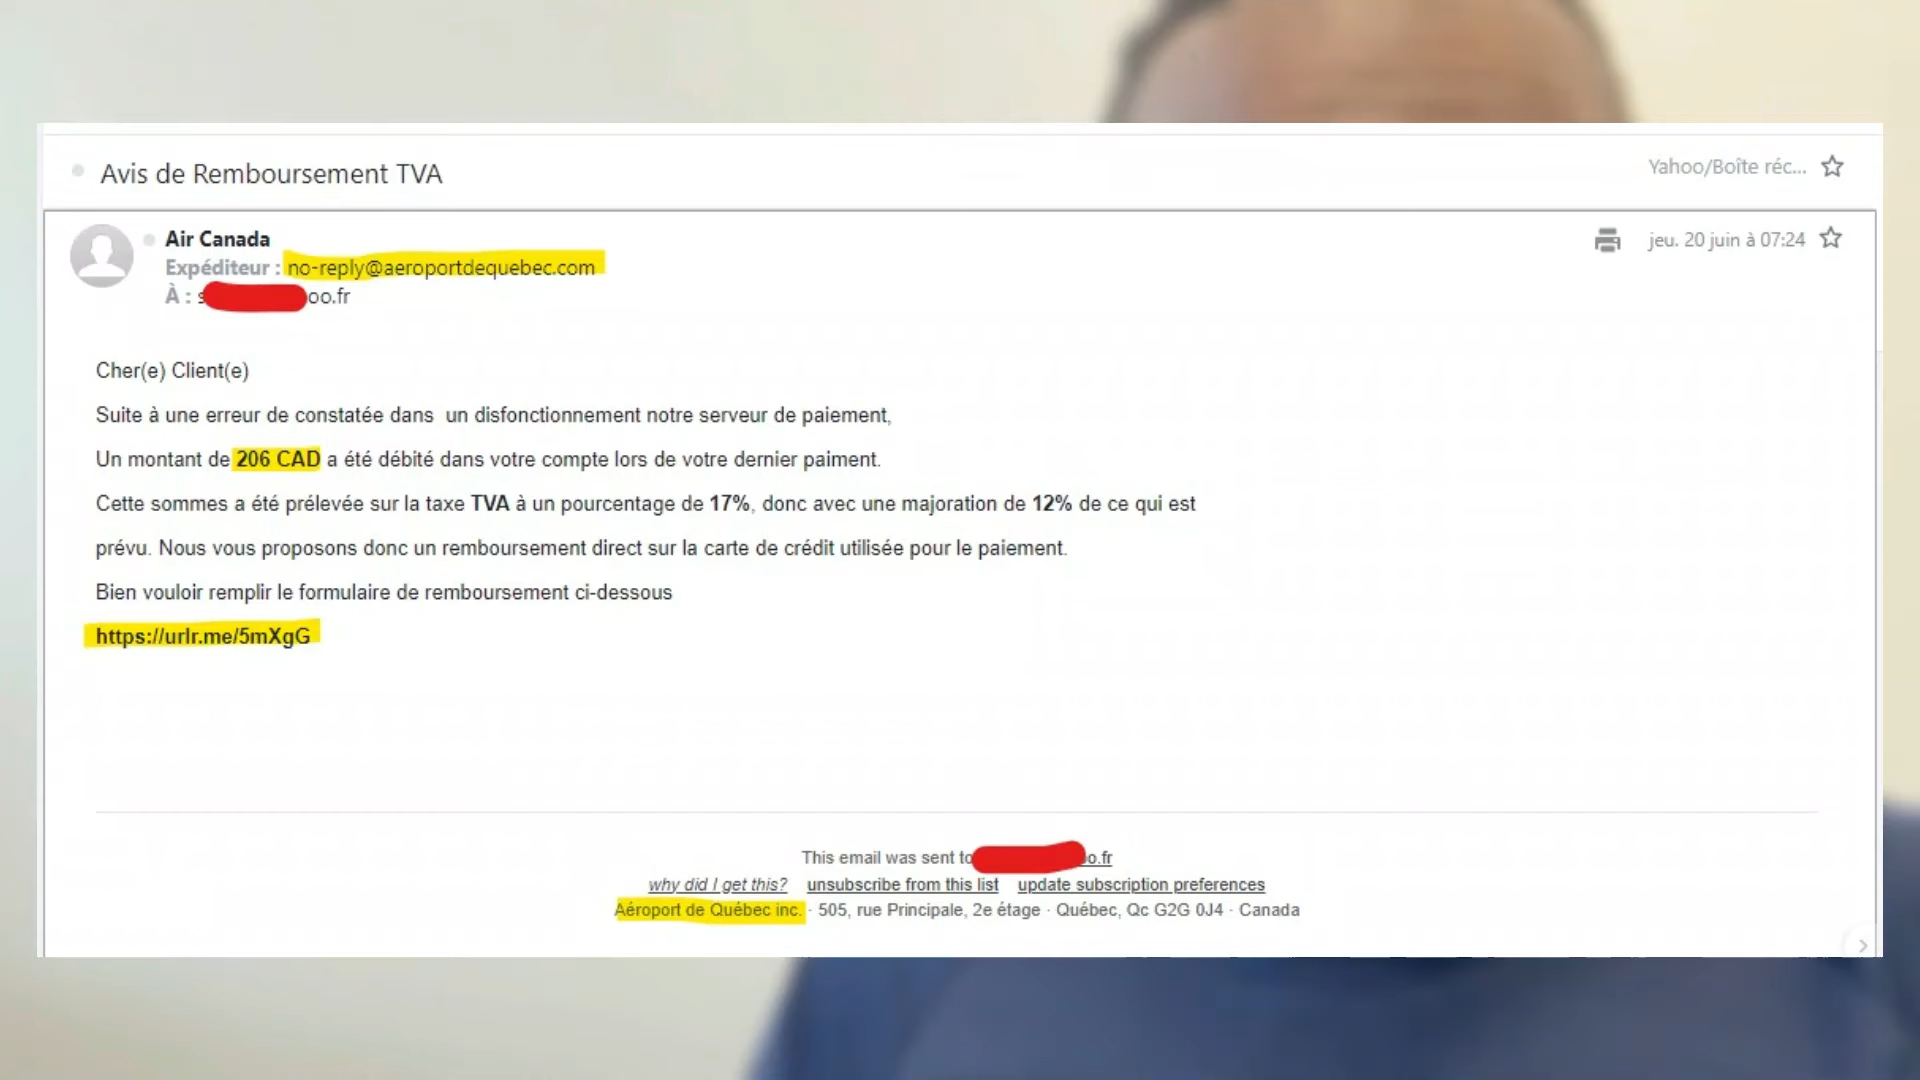 Avis de Remboursement TVA
Yahoo/Boîte réc...
Air Canada
jeu. 20 juin à 07:24
Expéditeur : no-reply@aeroportdequebec.com
À : s oo.fr
Cher(e) Client(e)
Suite à une erreur de constatée dans un disfonctionnement notre serveur de paiement,
Un montant de 206 CAD a été débité dans votre compte lors de votre dernier paiment.
Cette sommes a été prélevée sur la taxe TVA à un pourcentage de 17%, donc avec une majoration de 12% de ce qui est
prévu. Nous vous proposons donc un remboursement direct sur la carte de crédit utilisée pour le paiement.
Bien vouloir remplir le formulaire de remboursement ci-dessous
https://urlr.me/5mXgG
This email was sent to o.fr
why did I get this? unsubscribe from this list update subscription preferences
Aéroport de Québec inc. · 505, rue Principale, 2e étage · Québec, Qc G2G 0J4 · Canada